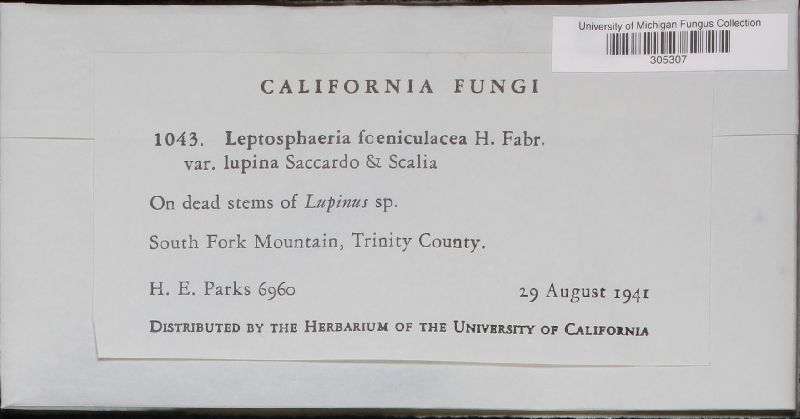 University of Michigan Fungus Collection
305307
CALIFORNIA FUNGI
1043. Leptosphaeria foeniculacea H. Fabr.
var. lupina Saccardo & Scalia
On dead stems of Lupinus sp.
South Fork Mountain, Trinity County.
H. E. Parks 6960 29 August 1941
DISTRIBUTED BY THE HERBARIUM OF THE UNIVERSITY OF CALIFORNIA